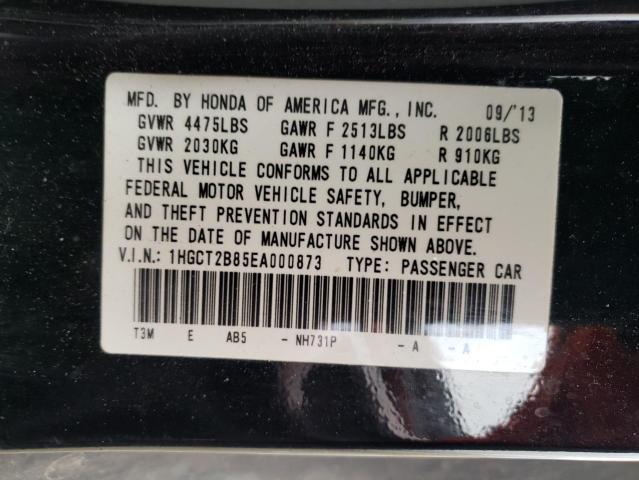 MFD. BY HONDA OF AMERICA MFG., INC. 09/'13
GVWR 4475LBS GAWR F 2513LBS R 2006LBS
GVWR 2030KG GAWR F 1140KG R 910KG
THIS VEHICLE CONFORMS TO ALL APPLICABLE
FEDERAL MOTOR VEHICLE SAFETY, BUMPER,
AND THEFT PREVENTION STANDARDS IN EFFECT
ON THE DATE OF MANUFACTURE SHOWN ABOVE.
V.I.N.: 1HGCT2B85EA000873 TYPE: PASSENGER CAR
T3M E AB5 - NH731P - A - A